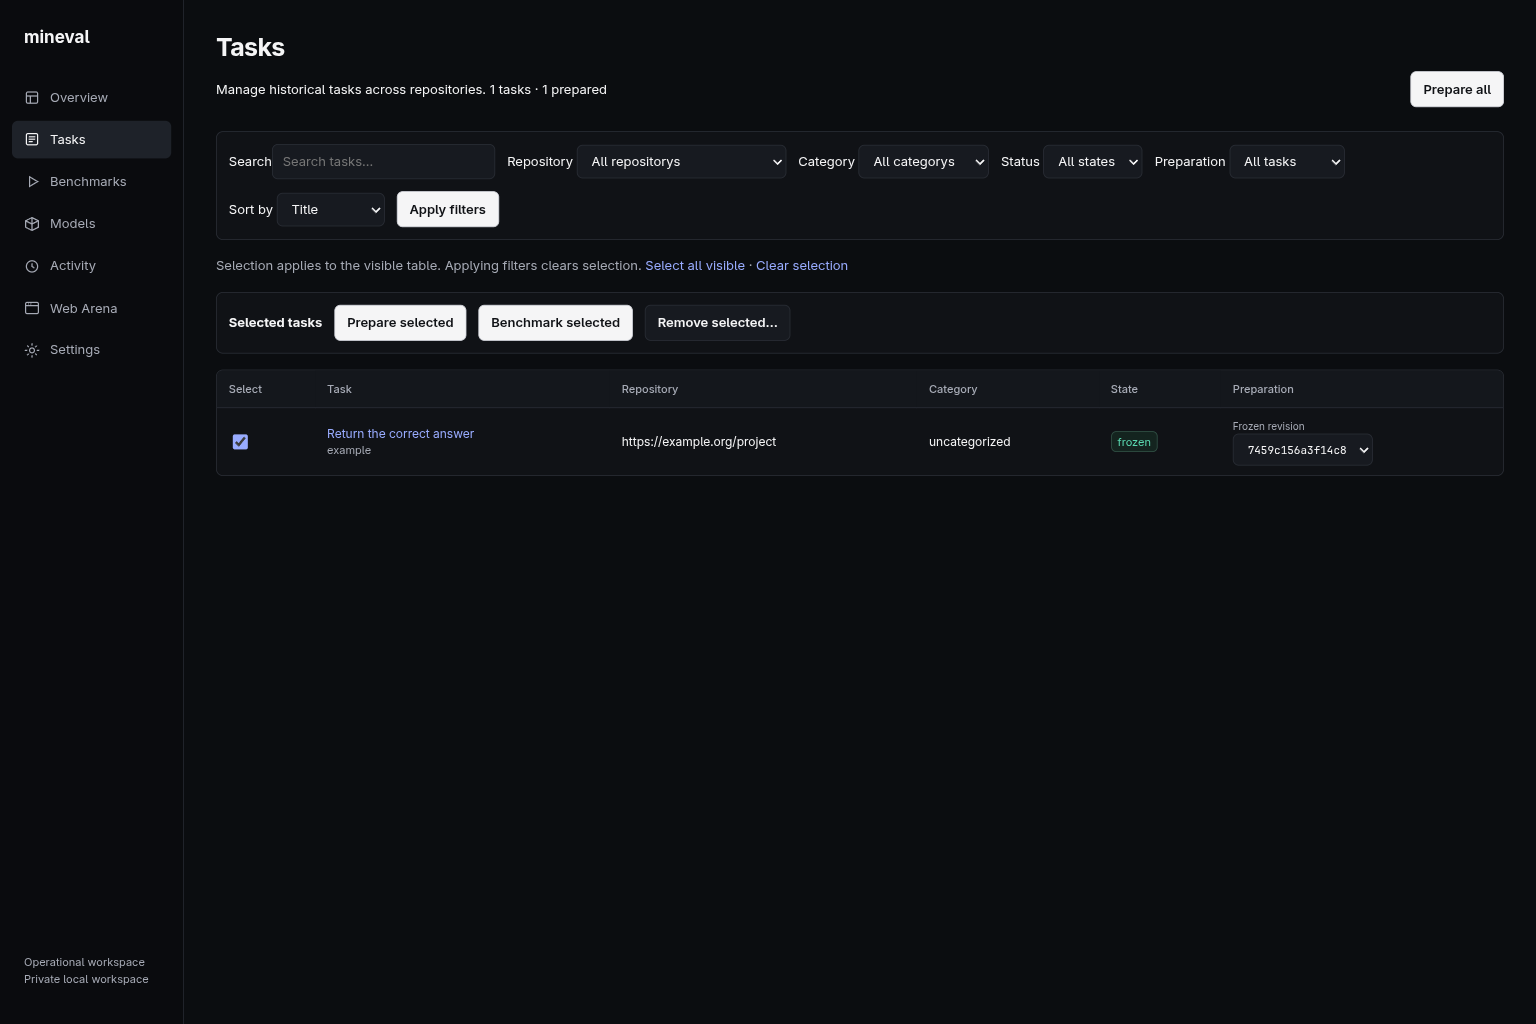 mineval
Overview
Tasks
Benchmarks
Models
Activity
Web Arena
Settings
Operational workspace
Private local workspace
Tasks
Manage historical tasks across repositories. 1 tasks · 1 prepared
Prepare all
Search Search tasks... Repository All repositorys Category All categorys Status All states Preparation All tasks
Sort by Title Apply filters
Selection applies to the visible table. Applying filters clears selection. Select all visible · Clear selection
Selected tasks Prepare selected Benchmark selected Remove selected...
Select Task Repository Category State Preparation
Return the correct answer https://example.org/project uncategorized frozen Frozen revision
example 7459c156a3f14c8